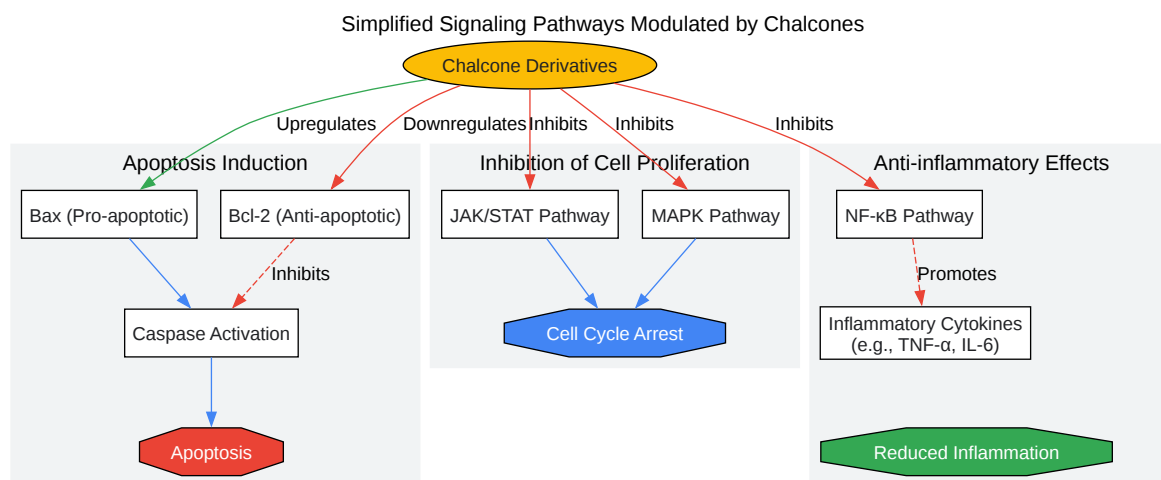 Simplified Signaling Pathways Modulated by Chalcones
Chalcone Derivatives
Upregulates
Downregulates
Inhibits
Inhibits
Inhibits
Apoptosis Induction
Inhibition of Cell Proliferation
Anti-inflammatory Effects
Bax (Pro-apoptotic)
Bcl-2 (Anti-apoptotic)
JAK/STAT Pathway
MAPK Pathway
NF-κB Pathway
Inhibits
Promotes
Caspase Activation
Cell Cycle Arrest
Inflammatory Cytokines
(e.g., TNF-α, IL-6)
Apoptosis
Reduced Inflammation